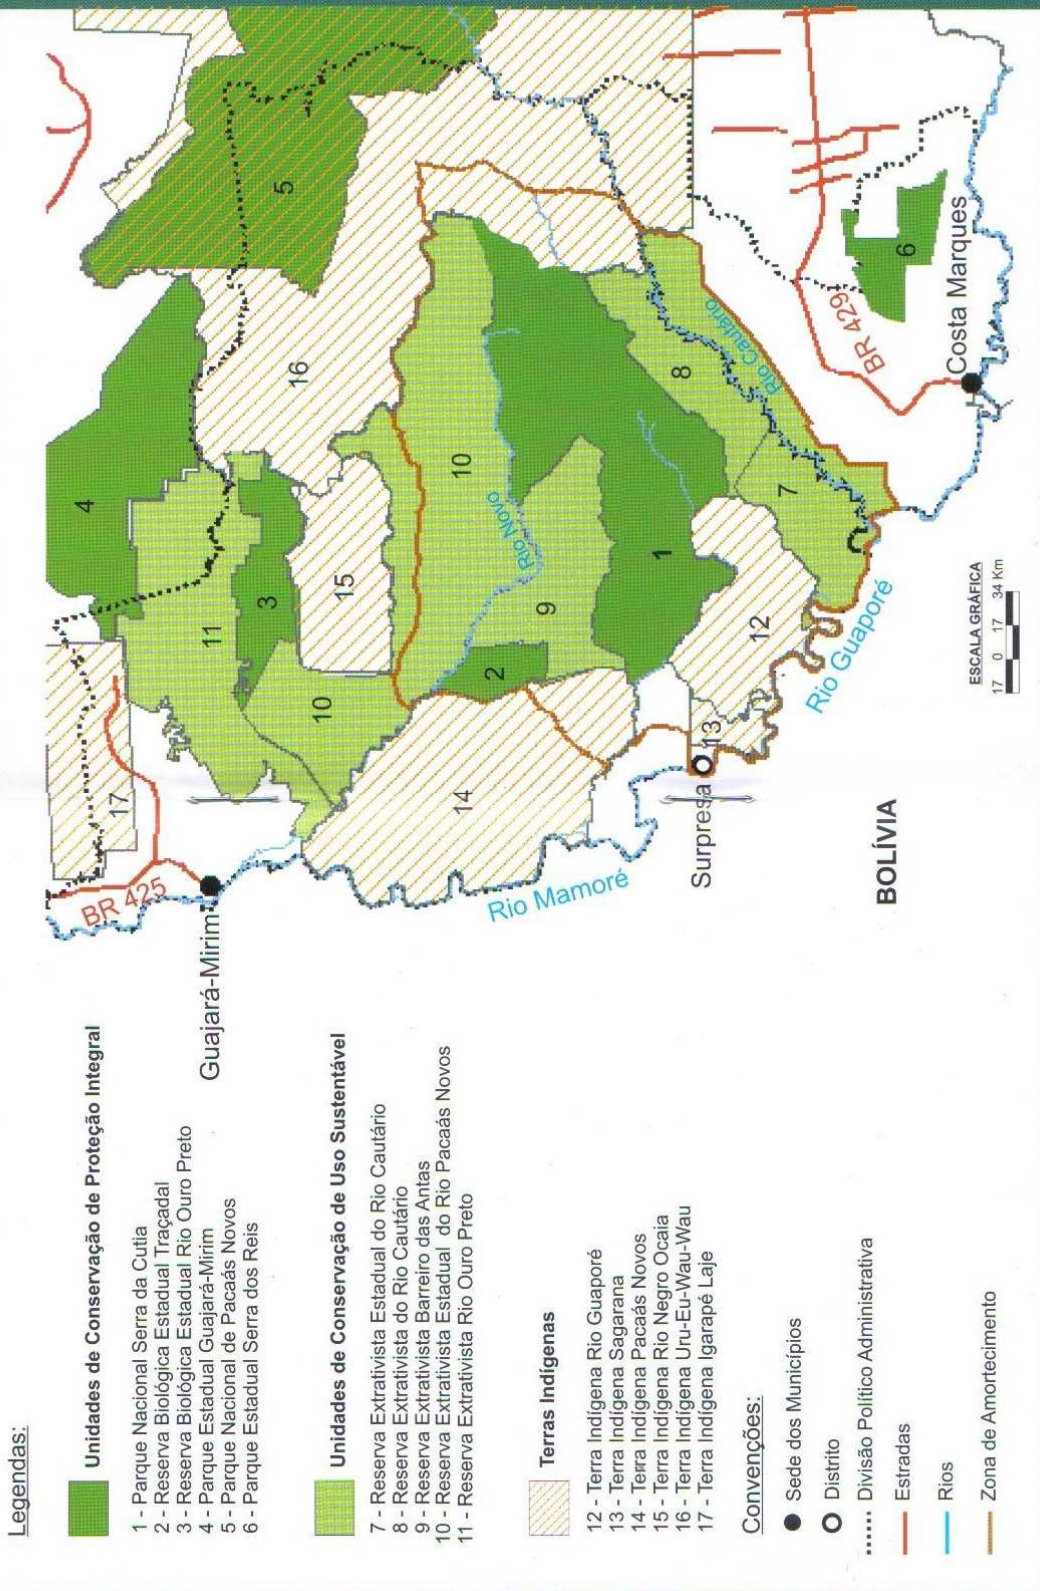 Legendas:
Unidades de Conservação de Proteção Integral
1 - Parque Nacional Serra da Cutia
2 - Reserva Biológica Estadual Traçadal
3 - Reserva Biológica Estadual Rio Ouro Preto
4 - Parque Estadual Guajará-Mirim
5 - Parque Nacional de Pacaás Novos
6 - Parque Estadual Serra dos Reis
Unidades de Conservação de Uso Sustentável
7 - Reserva Extrativista Estadual do Rio Cautário
8 - Reserva Extrativista do Rio Cautário
9 - Reserva Extrativista Barreiro das Antas
10 - Reserva Extrativista Estadual do Rio Pacaás Novos
11 - Reserva Extrativista Rio Ouro Preto
Terras Indígenas
12 - Terra Indígena Rio Guaporé
13 - Terra Indígena Sagarana
14 - Terra Indígena Pacaás Novos
15 - Terra Indígena Rio Negro Ocaia
16 - Terra Indígena Uru-Eu-Wau-Wau
17 - Terra Indígena Igarapé Laje
Convenções:
Sede dos Municípios
Distrito
Divisão Político Administrativa
Estradas
Rios
Zona de Amortecimento
17
4
5
BR 425
11
3
16
Guajará-Mirim
10
15
14
10
Rio Novo
2
9
Rio Mamoré
1
8
Rio Cautário
7
12
13
Surpresa
Rio Guaporé
BR 429
6
Costa Marques
BOLÍVIA
ESCALA GRÁFICA
17 0 17 34 Km